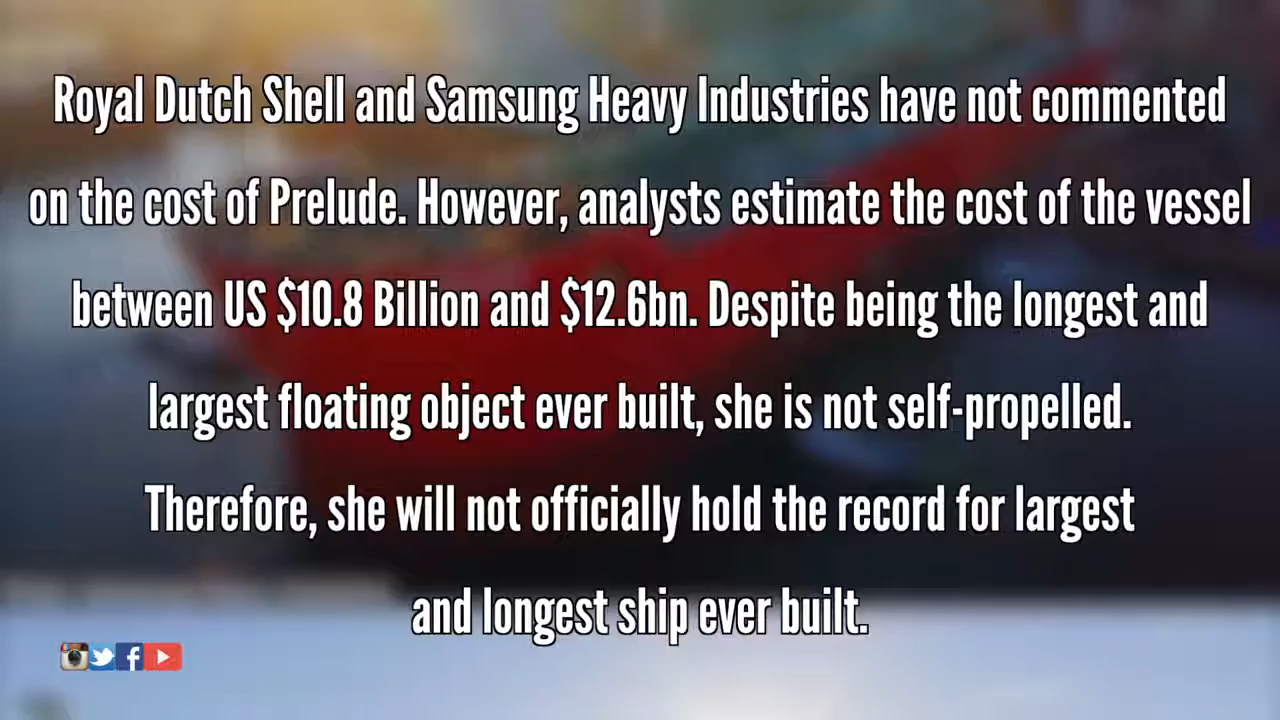 Royal Dutch Shell and Samsung Heavy Industries have not commented
on the cost of Prelude. However, analysts estimate the cost of the vessel
between US $10.8 Billion and $12.6bn. Despite being the longest and
largest floating object ever built, she is not self-propelled.
Therefore, she will not officially hold the record for largest
and longest ship ever built.